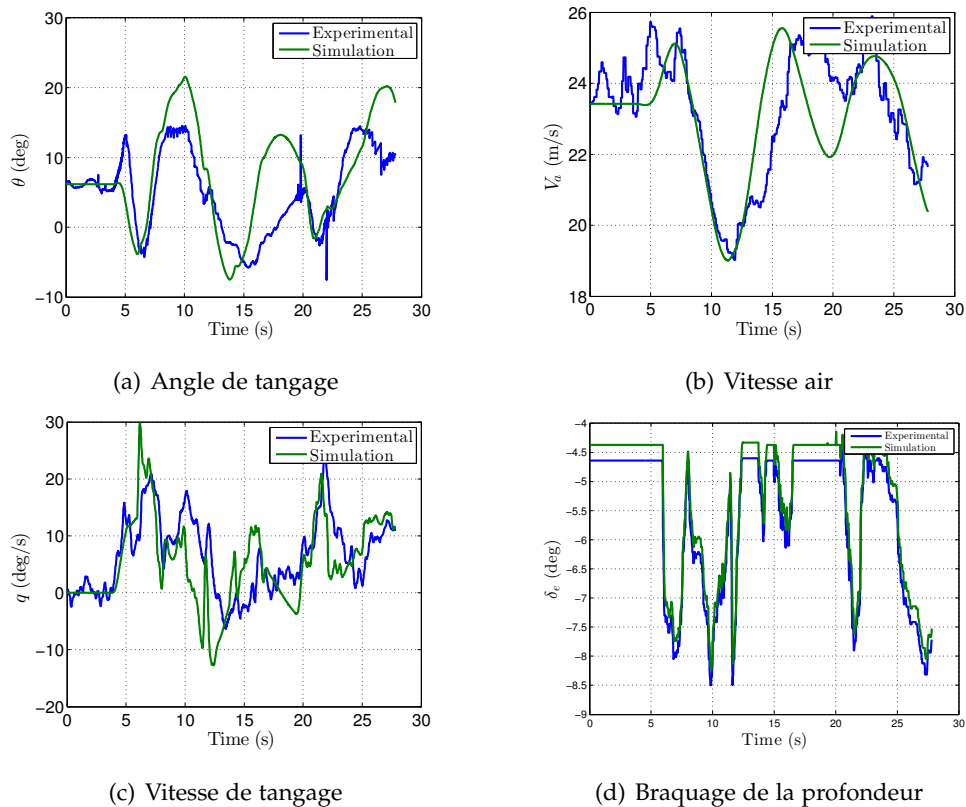 30
20
10
0
−10
θ (deg)
0 5 10 15 20 25 30
Time (s)
Experimental
Simulation
(a) Angle de tangage
26
24
22
20
18
V_a (m/s)
0 5 10 15 20 25 30
Time (s)
Experimental
Simulation
(b) Vitesse air
30
20
10
0
−10
−20
q (deg/s)
0 5 10 15 20 25 30
Time (s)
Experimental
Simulation
(c) Vitesse de tangage
−4
−4.5
−5
−5.5
−6
−6.5
−7
−7.5
−8
−8.5
−9
δ_e (deg)
0 5 10 15 20 25 30
Time (s)
Experimental
Simulation
(d) Braquage de la profondeur